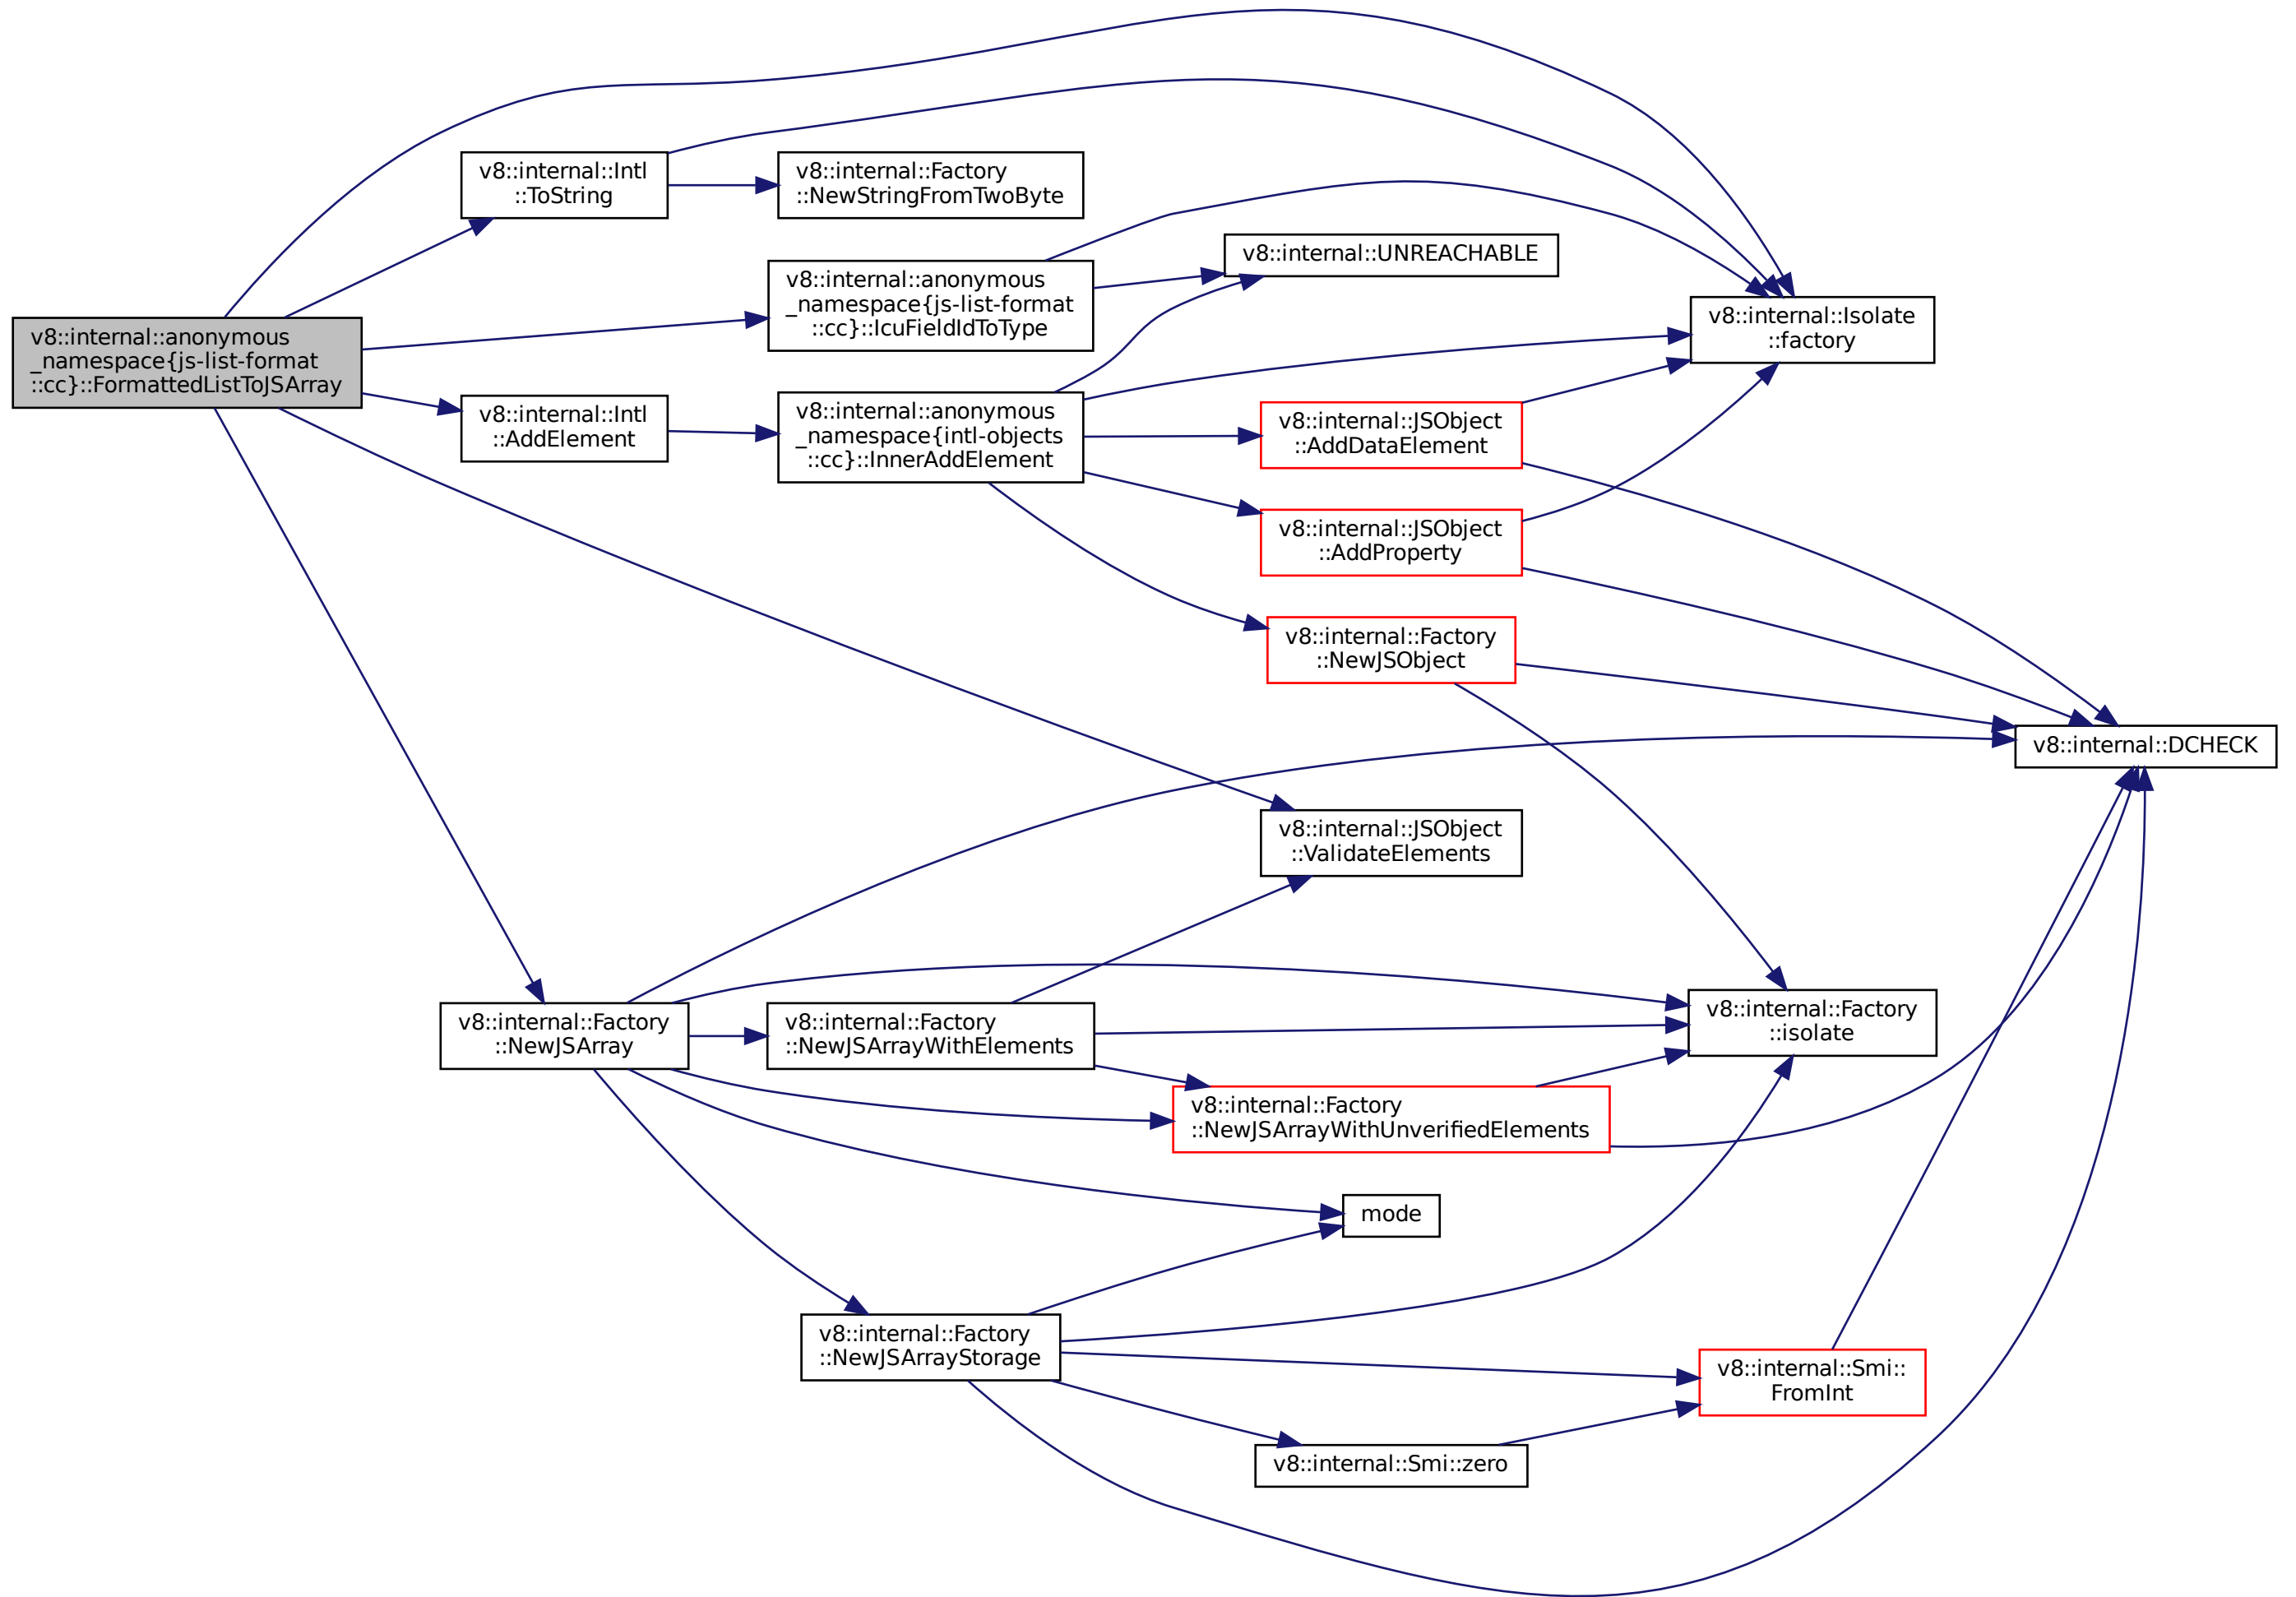 v8::internal::Intl
::ToString
v8::internal::Factory
::NewStringFromTwoByte
v8::internal::UNREACHABLE
v8::internal::anonymous
_namespace{js-list-format
::cc}::IcuFieldIdToType
v8::internal::Isolate
::factory
v8::internal::anonymous
_namespace{js-list-format
::cc}::FormattedListToJSArray
v8::internal::Intl
::AddElement
v8::internal::anonymous
_namespace{intl-objects
::cc}::InnerAddElement
v8::internal::JSObject
::AddDataElement
v8::internal::JSObject
::AddProperty
v8::internal::Factory
::NewJSObject
v8::internal::DCHECK
v8::internal::JSObject
::ValidateElements
v8::internal::Factory
::NewJSArray
v8::internal::Factory
::NewJSArrayWithElements
v8::internal::Factory
::isolate
v8::internal::Factory
::NewJSArrayWithUnverifiedElements
mode
v8::internal::Factory
::NewJSArrayStorage
v8::internal::Smi::
FromInt
v8::internal::Smi::zero